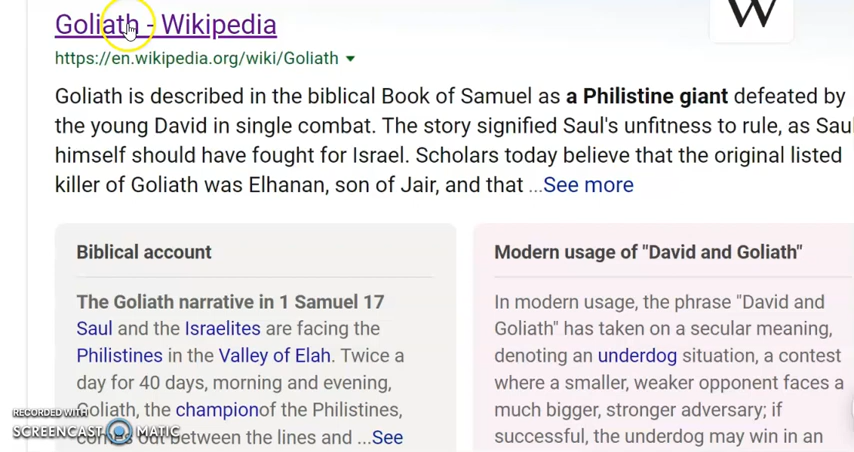 Goliath - Wikipedia
W
https://en.wikipedia.org/wiki/Goliath
Goliath is described in the biblical Book of Samuel as a Philistine giant defeated by
the young David in single combat. The story signified Saul's unfitness to rule, as Saul
himself should have fought for Israel. Scholars today believe that the original listed
killer of Goliath was Elhanan, son of Jair, and that ...See more
Biblical account
The Goliath narrative in 1 Samuel 17
Saul and the Israelites are facing the
Philistines in the Valley of Elah. Twice a
day for 40 days, morning and evening,
Goliath, the championof the Philistines,
comes out between the lines and ...See
Modern usage of "David and Goliath"
In modern usage, the phrase "David and
Goliath" has taken on a secular meaning,
denoting an underdog situation, a contest
where a smaller, weaker opponent faces a
much bigger, stronger adversary; if
successful, the underdog may win in an
RECORDED WITH
SCREENCAST MATIC